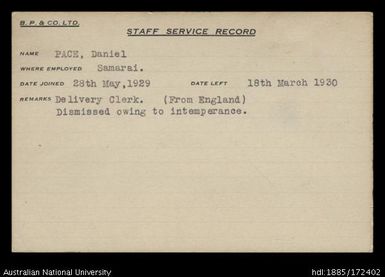 B. P. & CO. LTD.
STAFF SERVICE RECORD
NAME PACE, Daniel
WHERE EMPLOYED Samarai.
DATE JOINED 28th May,1929 DATE LEFT 18th March 1930
REMARKS Delivery Clerk. (From England)
Dismissed owing to intemperance.
Australian National University
hdl:1885/172402